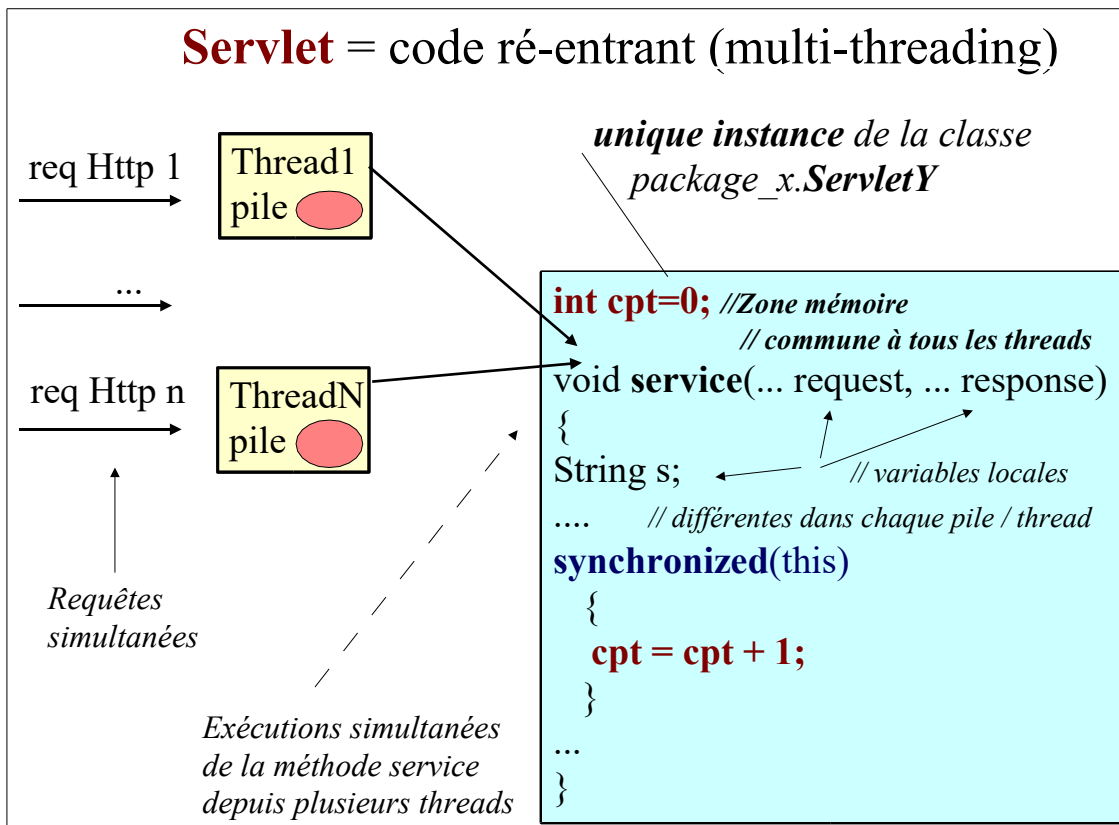 Servlet = code ré-entrant (multi-threading)
unique instance de la classe
package_x.ServletY
req Http 1
Thread1
pile
...
req Http n
ThreadN
pile
Requêtes
simultanées
Exécutions simultanées
de la méthode service
depuis plusieurs threads
int cpt=0; //Zone mémoire
// commune à tous les threads
void service(... request, ... response)
{
String s; // variables locales
.... // différentes dans chaque pile / thread
synchronized(this)
{
cpt = cpt + 1;
}
...
}